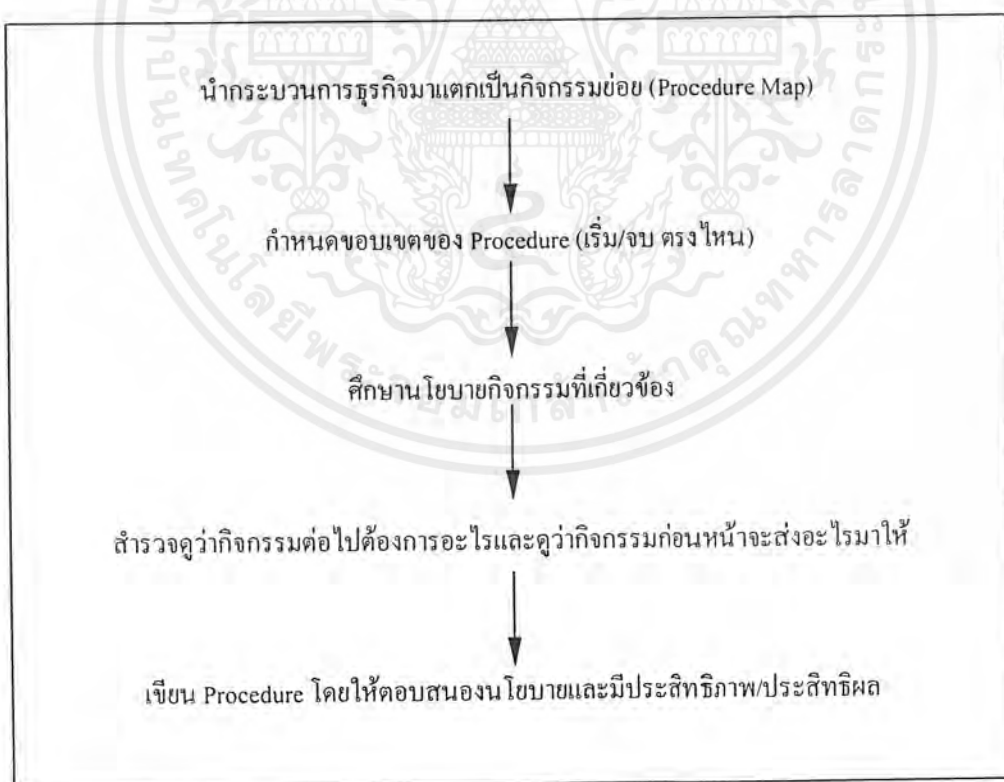 นำกระบวนการธุรกิจมาแตกเป็นกิจกรรมย่อย (Procedure Map)
กำหนดขอบเขตของ Procedure (เริ่ม/จบ ตรงไหน)
ศึกษานโยบายกิจกรรมที่เกี่ยวข้อง
สำรวจดูว่ากิจกรรมต่อไปต้องการอะไรและดูว่ากิจกรรมก่อนหน้าจะส่งอะไรมาให้
เขียน Procedure โดยให้ตอบสนองนโยบายและมีประสิทธิภาพ/ประสิทธิผล